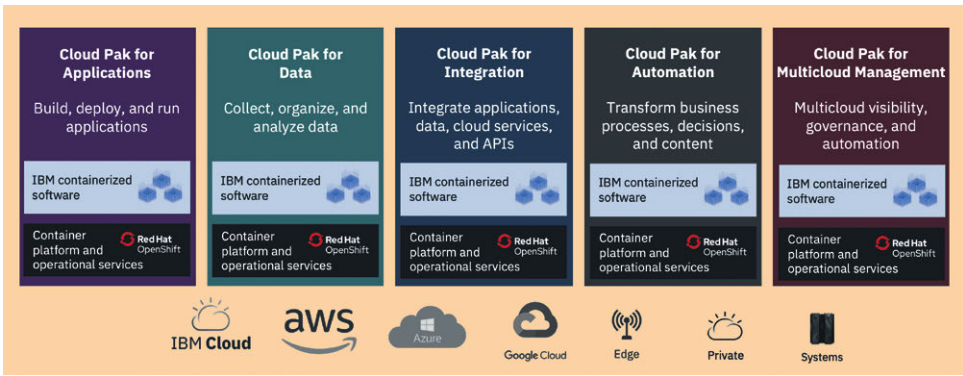 Cloud Pak for
Applications
Build, deploy, and run
applications
IBM containerized
software
Container
platform and
operational services
Red Hat
OpenShift
Cloud Pak for
Data
Collect, organize, and
analyze data
IBM containerized
software
Container
platform and
operational services
Red Hat
OpenShift
Cloud Pak for
Integration
Integrate applications,
data, cloud services,
and APIs
IBM containerized
software
Container
platform and
operational services
Red Hat
OpenShift
Cloud Pak for
Automation
Transform business
processes, decisions,
and content
IBM containerized
software
Container
platform and
operational services
Red Hat
OpenShift
Cloud Pak for
Multicloud Management
Multicloud visibility,
governance, and
automation
IBM containerized
software
Container
platform and
operational services
Red Hat
OpenShift
IBM Cloud
aws
Azure
Google Cloud
Edge
Private
Systems